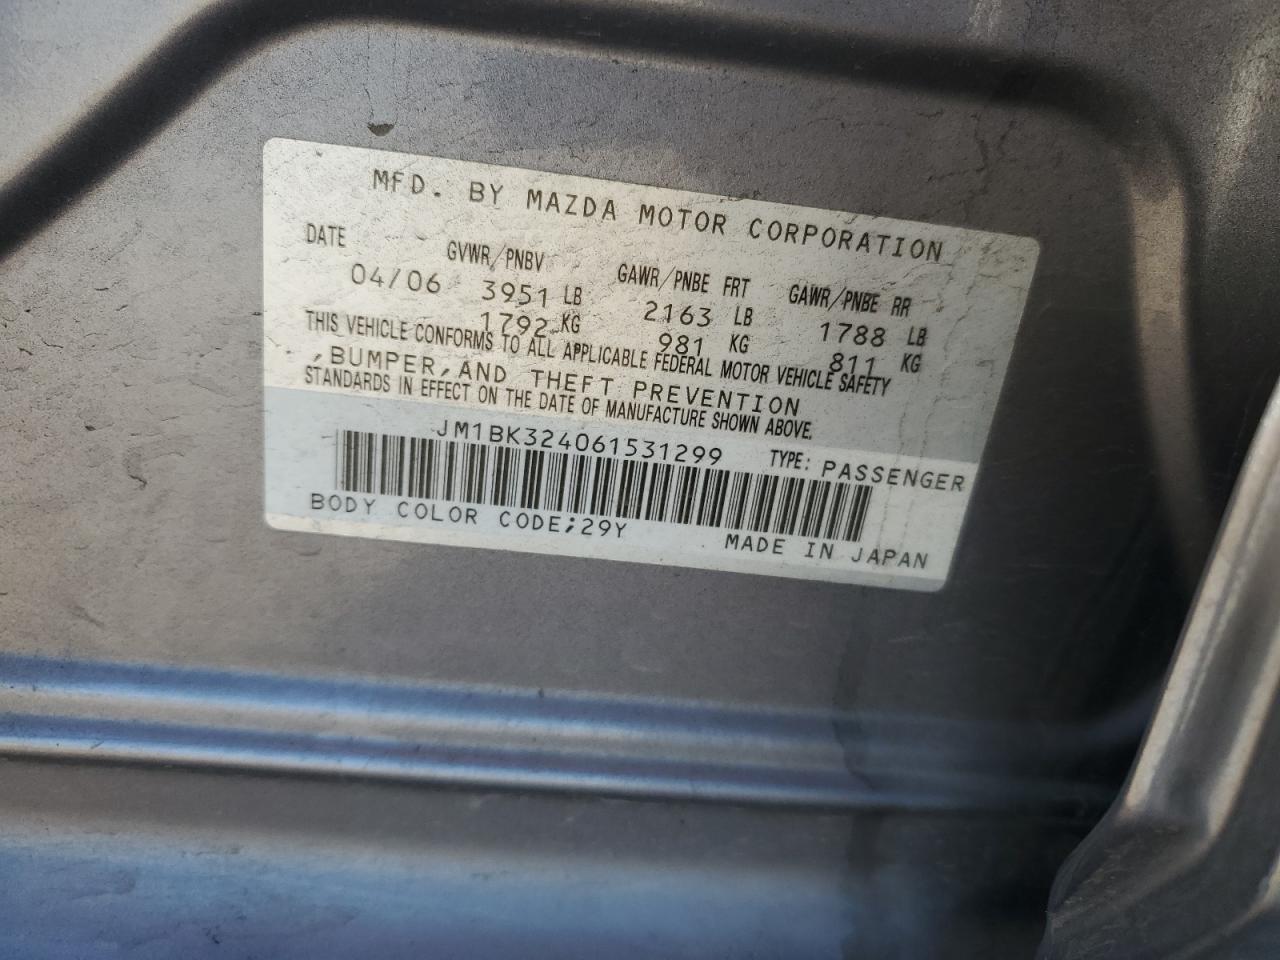 MFD. BY MAZDA MOTOR CORPORATION
DATE GVWR/PNBV GAWR/PNBE FRT GAWR/PNBE RR
04/06 3951 LB 2163 LB 1788 LB
1792 KG 981 KG 811 KG
THIS VEHICLE CONFORMS TO ALL APPLICABLE FEDERAL MOTOR VEHICLE SAFETY
,BUMPER,AND THEFT PREVENTION
STANDARDS IN EFFECT ON THE DATE OF MANUFACTURE SHOWN ABOVE.
JM1BK324061531299 TYPE: PASSENGER
BODY COLOR CODE;29Y MADE IN JAPAN